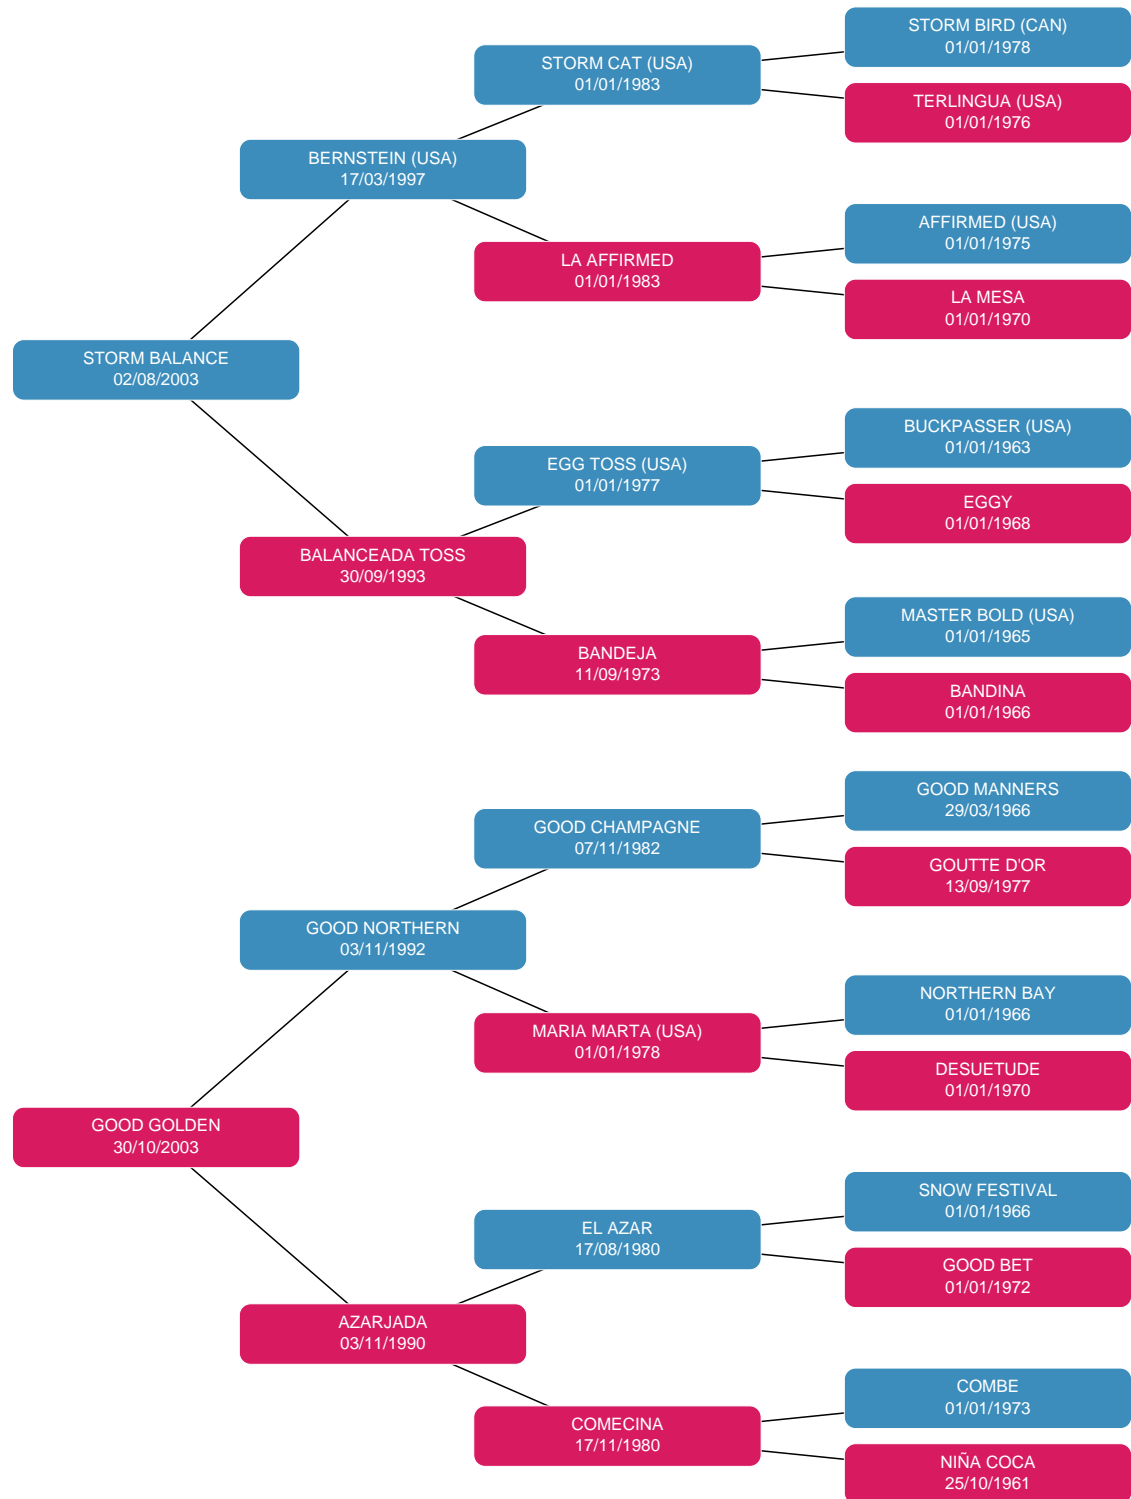 STORM BIRD (CAN)
01/01/1978
STORM CAT (USA)
01/01/1983
TERLINGUA (USA)
01/01/1976
BERNSTEIN (USA)
17/03/1997
AFFIRMED (USA)
01/01/1975
LA AFFIRMED
01/01/1983
LA MESA
01/01/1970
STORM BALANCE
02/08/2003
BUCKPASSER (USA)
01/01/1963
EGG TOSS (USA)
01/01/1977
EGGY
01/01/1968
BALANCEADA TOSS
30/09/1993
MASTER BOLD (USA)
01/01/1965
BANDEJA
11/09/1973
BANDINA
01/01/1966
GOOD MANNERS
29/03/1966
GOOD CHAMPAGNE
07/11/1982
GOUTTE D'OR
13/09/1977
GOOD NORTHERN
03/11/1992
NORTHERN BAY
01/01/1966
MARIA MARTA (USA)
01/01/1978
DESUETUDE
01/01/1970
GOOD GOLDEN
30/10/2003
SNOW FESTIVAL
01/01/1966
EL AZAR
17/08/1980
GOOD BET
01/01/1972
AZARJADA
03/11/1990
COMBE
01/01/1973
COMECINA
17/11/1980
NIÑA COCA
25/10/1961